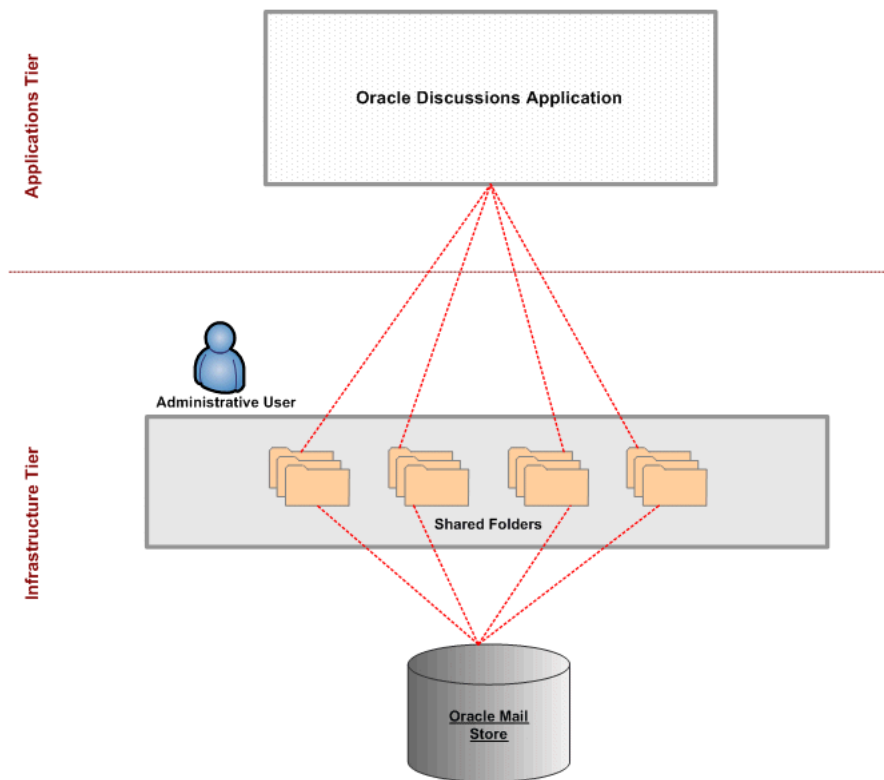 Applications Tier
Oracle Discussions Application
Administrative User
Infrastructure Tier
Shared Folders
Oracle Mail
Store